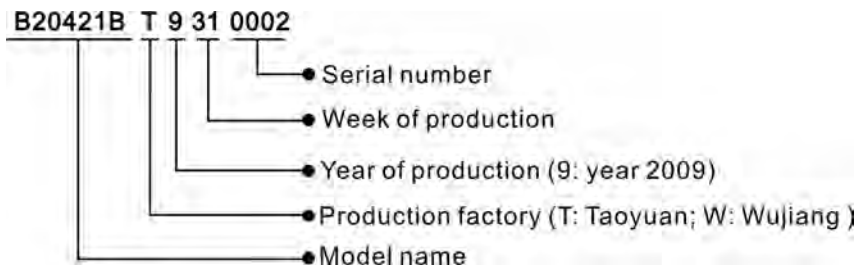 B20421B T 9 31 0002
Serial number
Week of production
Year of production (9: year 2009)
Production factory (T: Taoyuan; W: Wujiang )
Model name